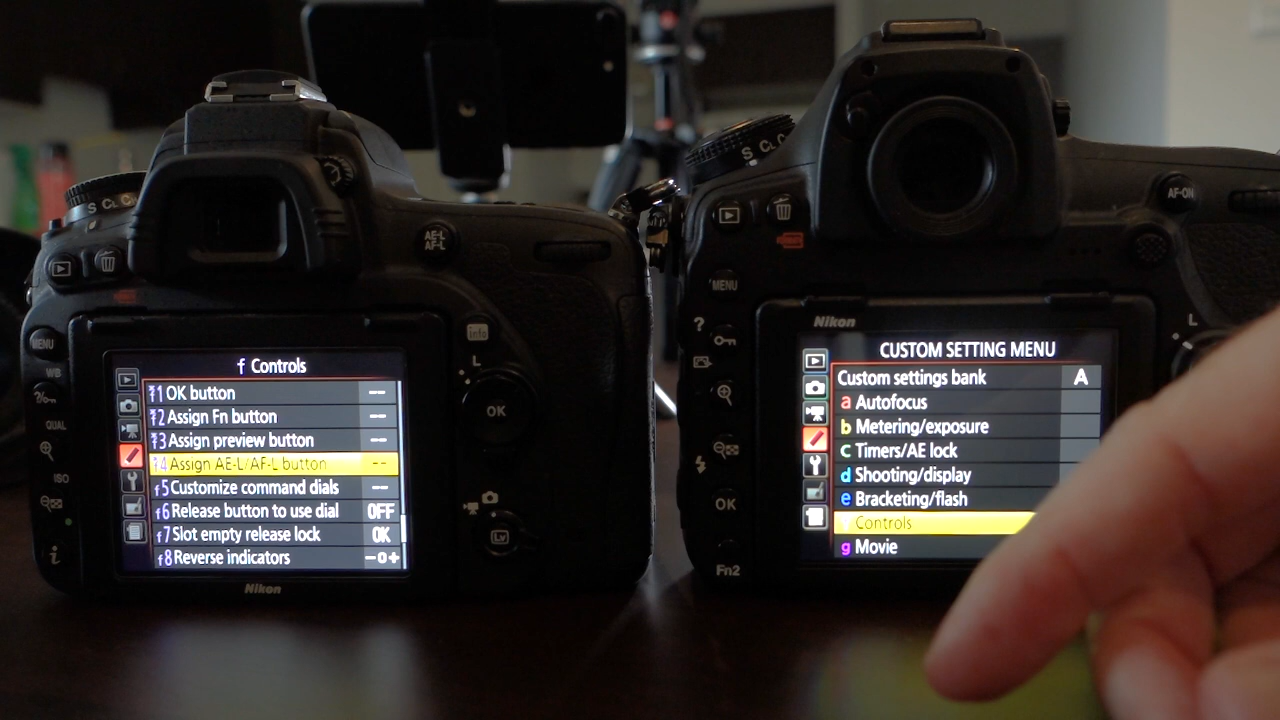 S CL C
AE-L
AF-L
MENU
WB
QUAL
ISO
i
info
L
OK
Lv
f Controls
f1 OK button --
f2 Assign Fn button --
f3 Assign preview button --
f4 Assign AE-L/AF-L button --
f5 Customize command dials --
f6 Release button to use dial OFF
f7 Slot empty release lock OK
f8 Reverse indicators – o +
Nikon
S CL C
AF-ON
MENU
?
Nikon
L
OK
Fn2
CUSTOM SETTING MENU
Custom settings bank A
a Autofocus
b Metering/exposure
c Timers/AE lock
d Shooting/display
e Bracketing/flash
Controls
g Movie